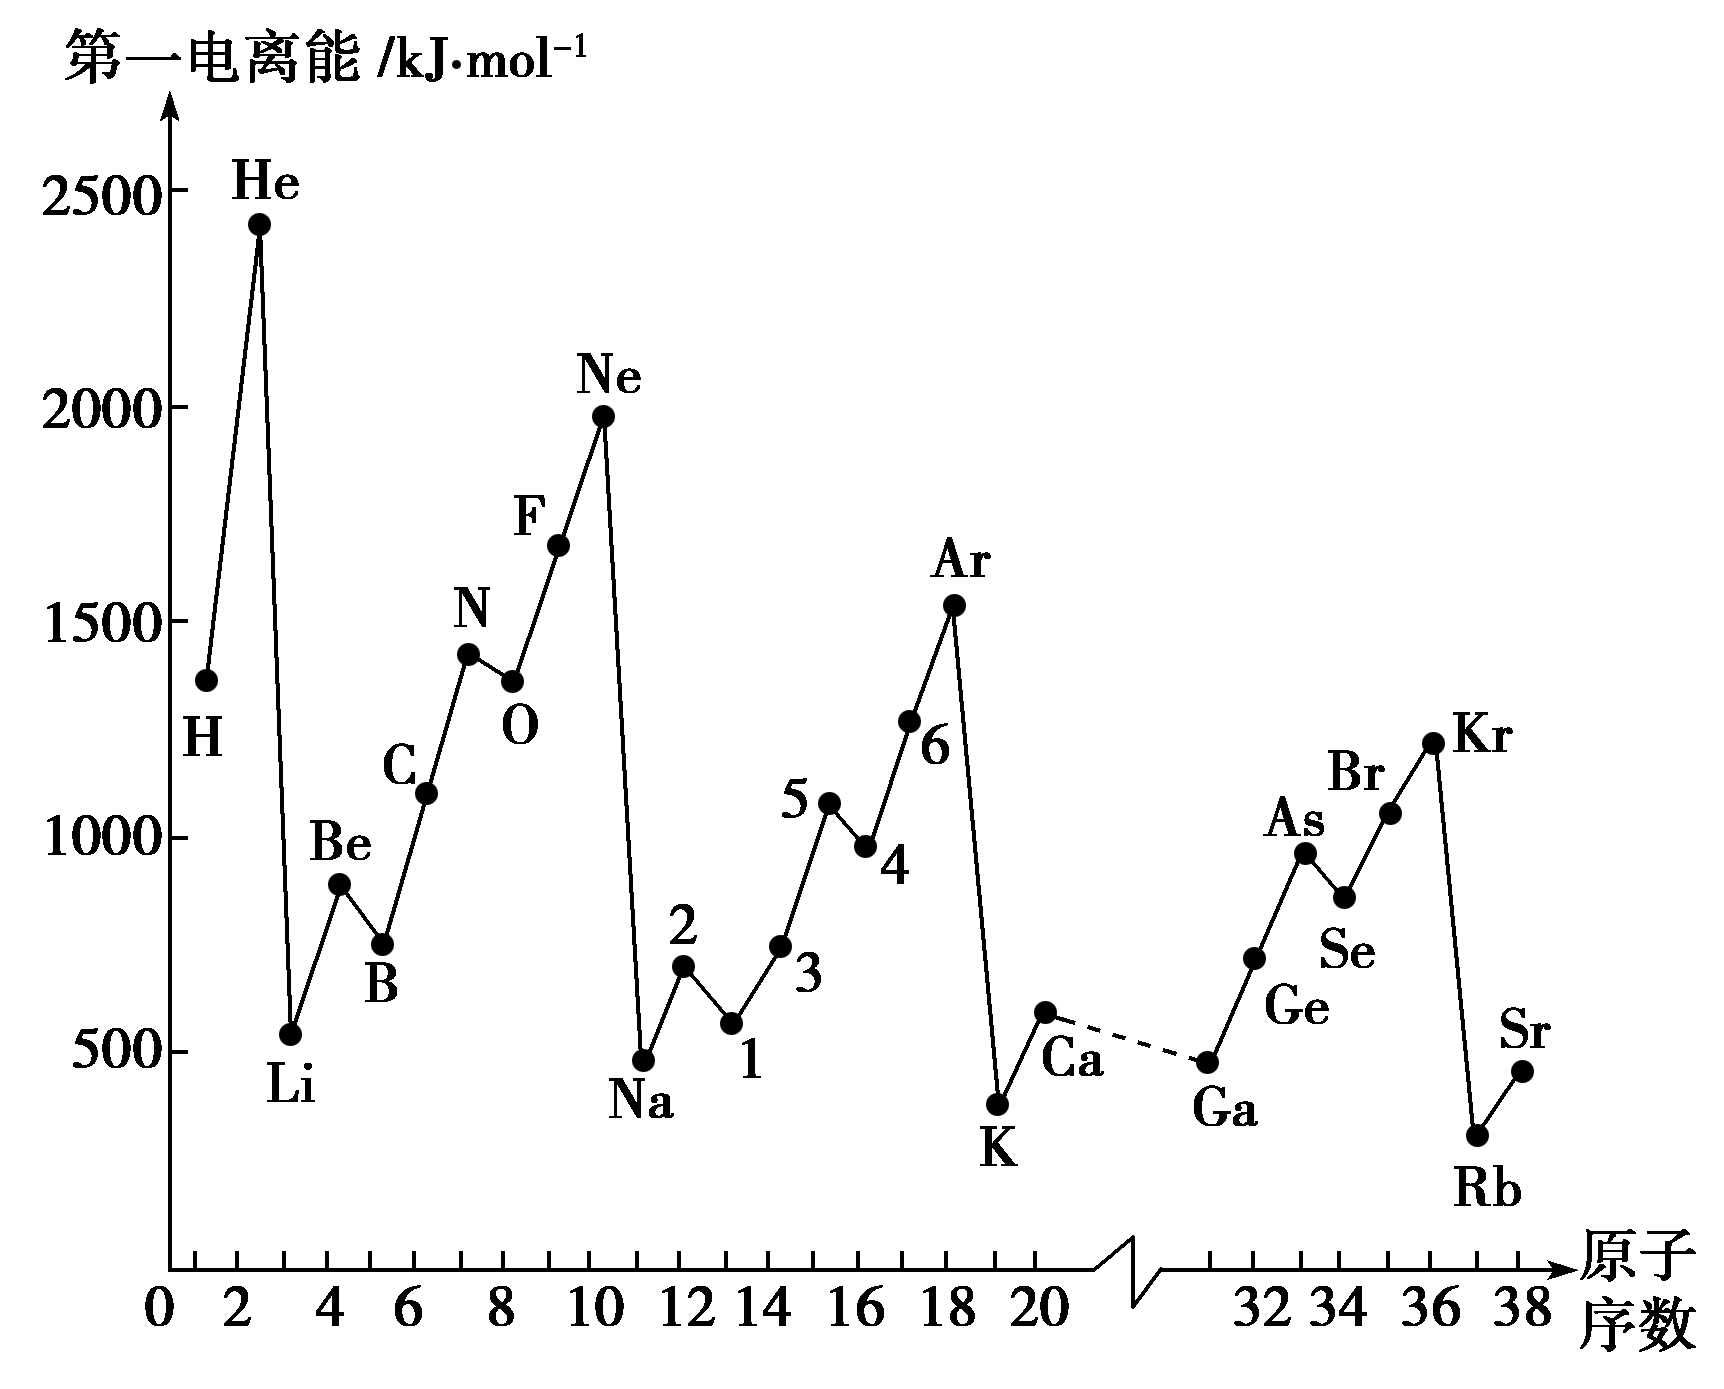 第一电离能 /kJ·mol⁻¹
2500
He
2000
Ne
F
Ar
1500
N
H
O
6
Kr
C
5
Br
1000
Be
4
As
2
3
Se
B
Ge
500
Li
Na
1
Ca
Ga
Sr
K
Rb
0 2 4 6 8 10 12 14 16 18 20 32 34 36 38
原子
序数